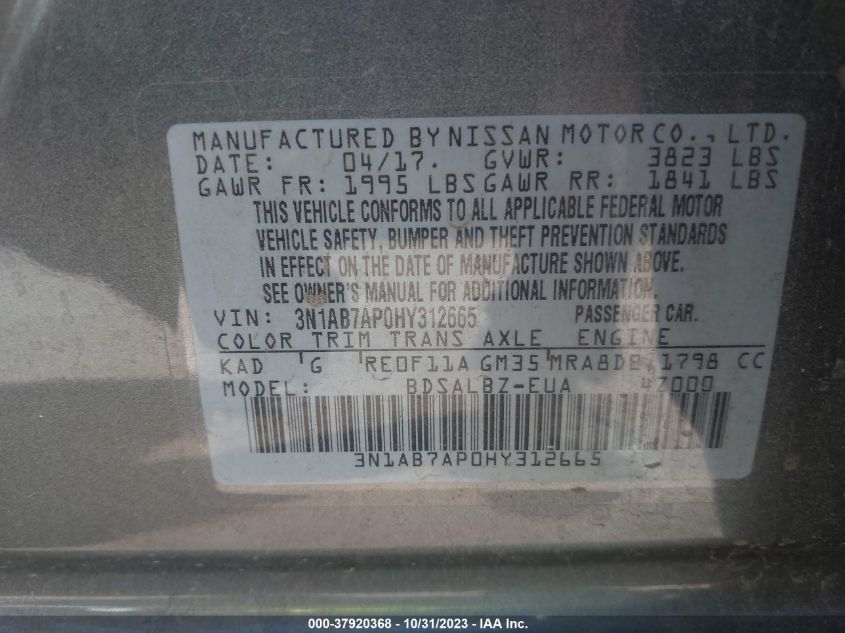 MANUFACTURED BY NISSAN MOTOR CO., LTD.
DATE: 04/17. GVWR: 3823 LBS
GAWR FR: 1995 LBS GAWR RR: 1841 LBS
THIS VEHICLE CONFORMS TO ALL APPLICABLE FEDERAL MOTOR
VEHICLE SAFETY, BUMPER AND THEFT PREVENTION STANDARDS
IN EFFECT ON THE DATE OF MANUFACTURE SHOWN ABOVE.
SEE OWNER'S MANUAL FOR ADDITIONAL INFORMATION.
VIN: 3N1AB7AP0HY312665 PASSENGER CAR.
COLOR TRIM TRANS AXLE ENGINE
KAD G RE0F11A GM35 MRA8DE/1798 CC
MODEL: BDSALBZ-EUA 47000
3N1AB7AP0HY312665
000-37920368 - 10/31/2023 - IAA Inc.